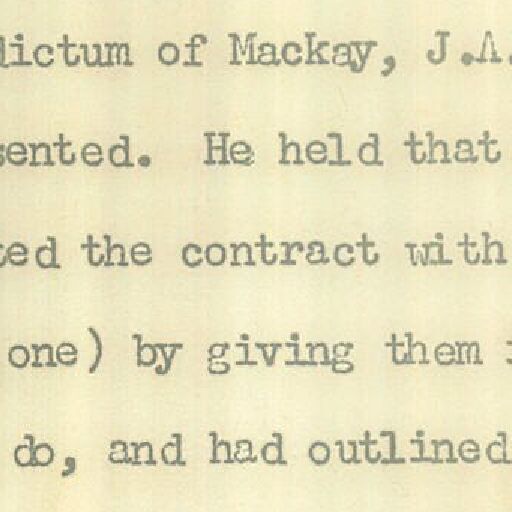 dictum of Mackay, J.A.
sented. He held that
ted the contract with
one) by giving them
do, and had outlined